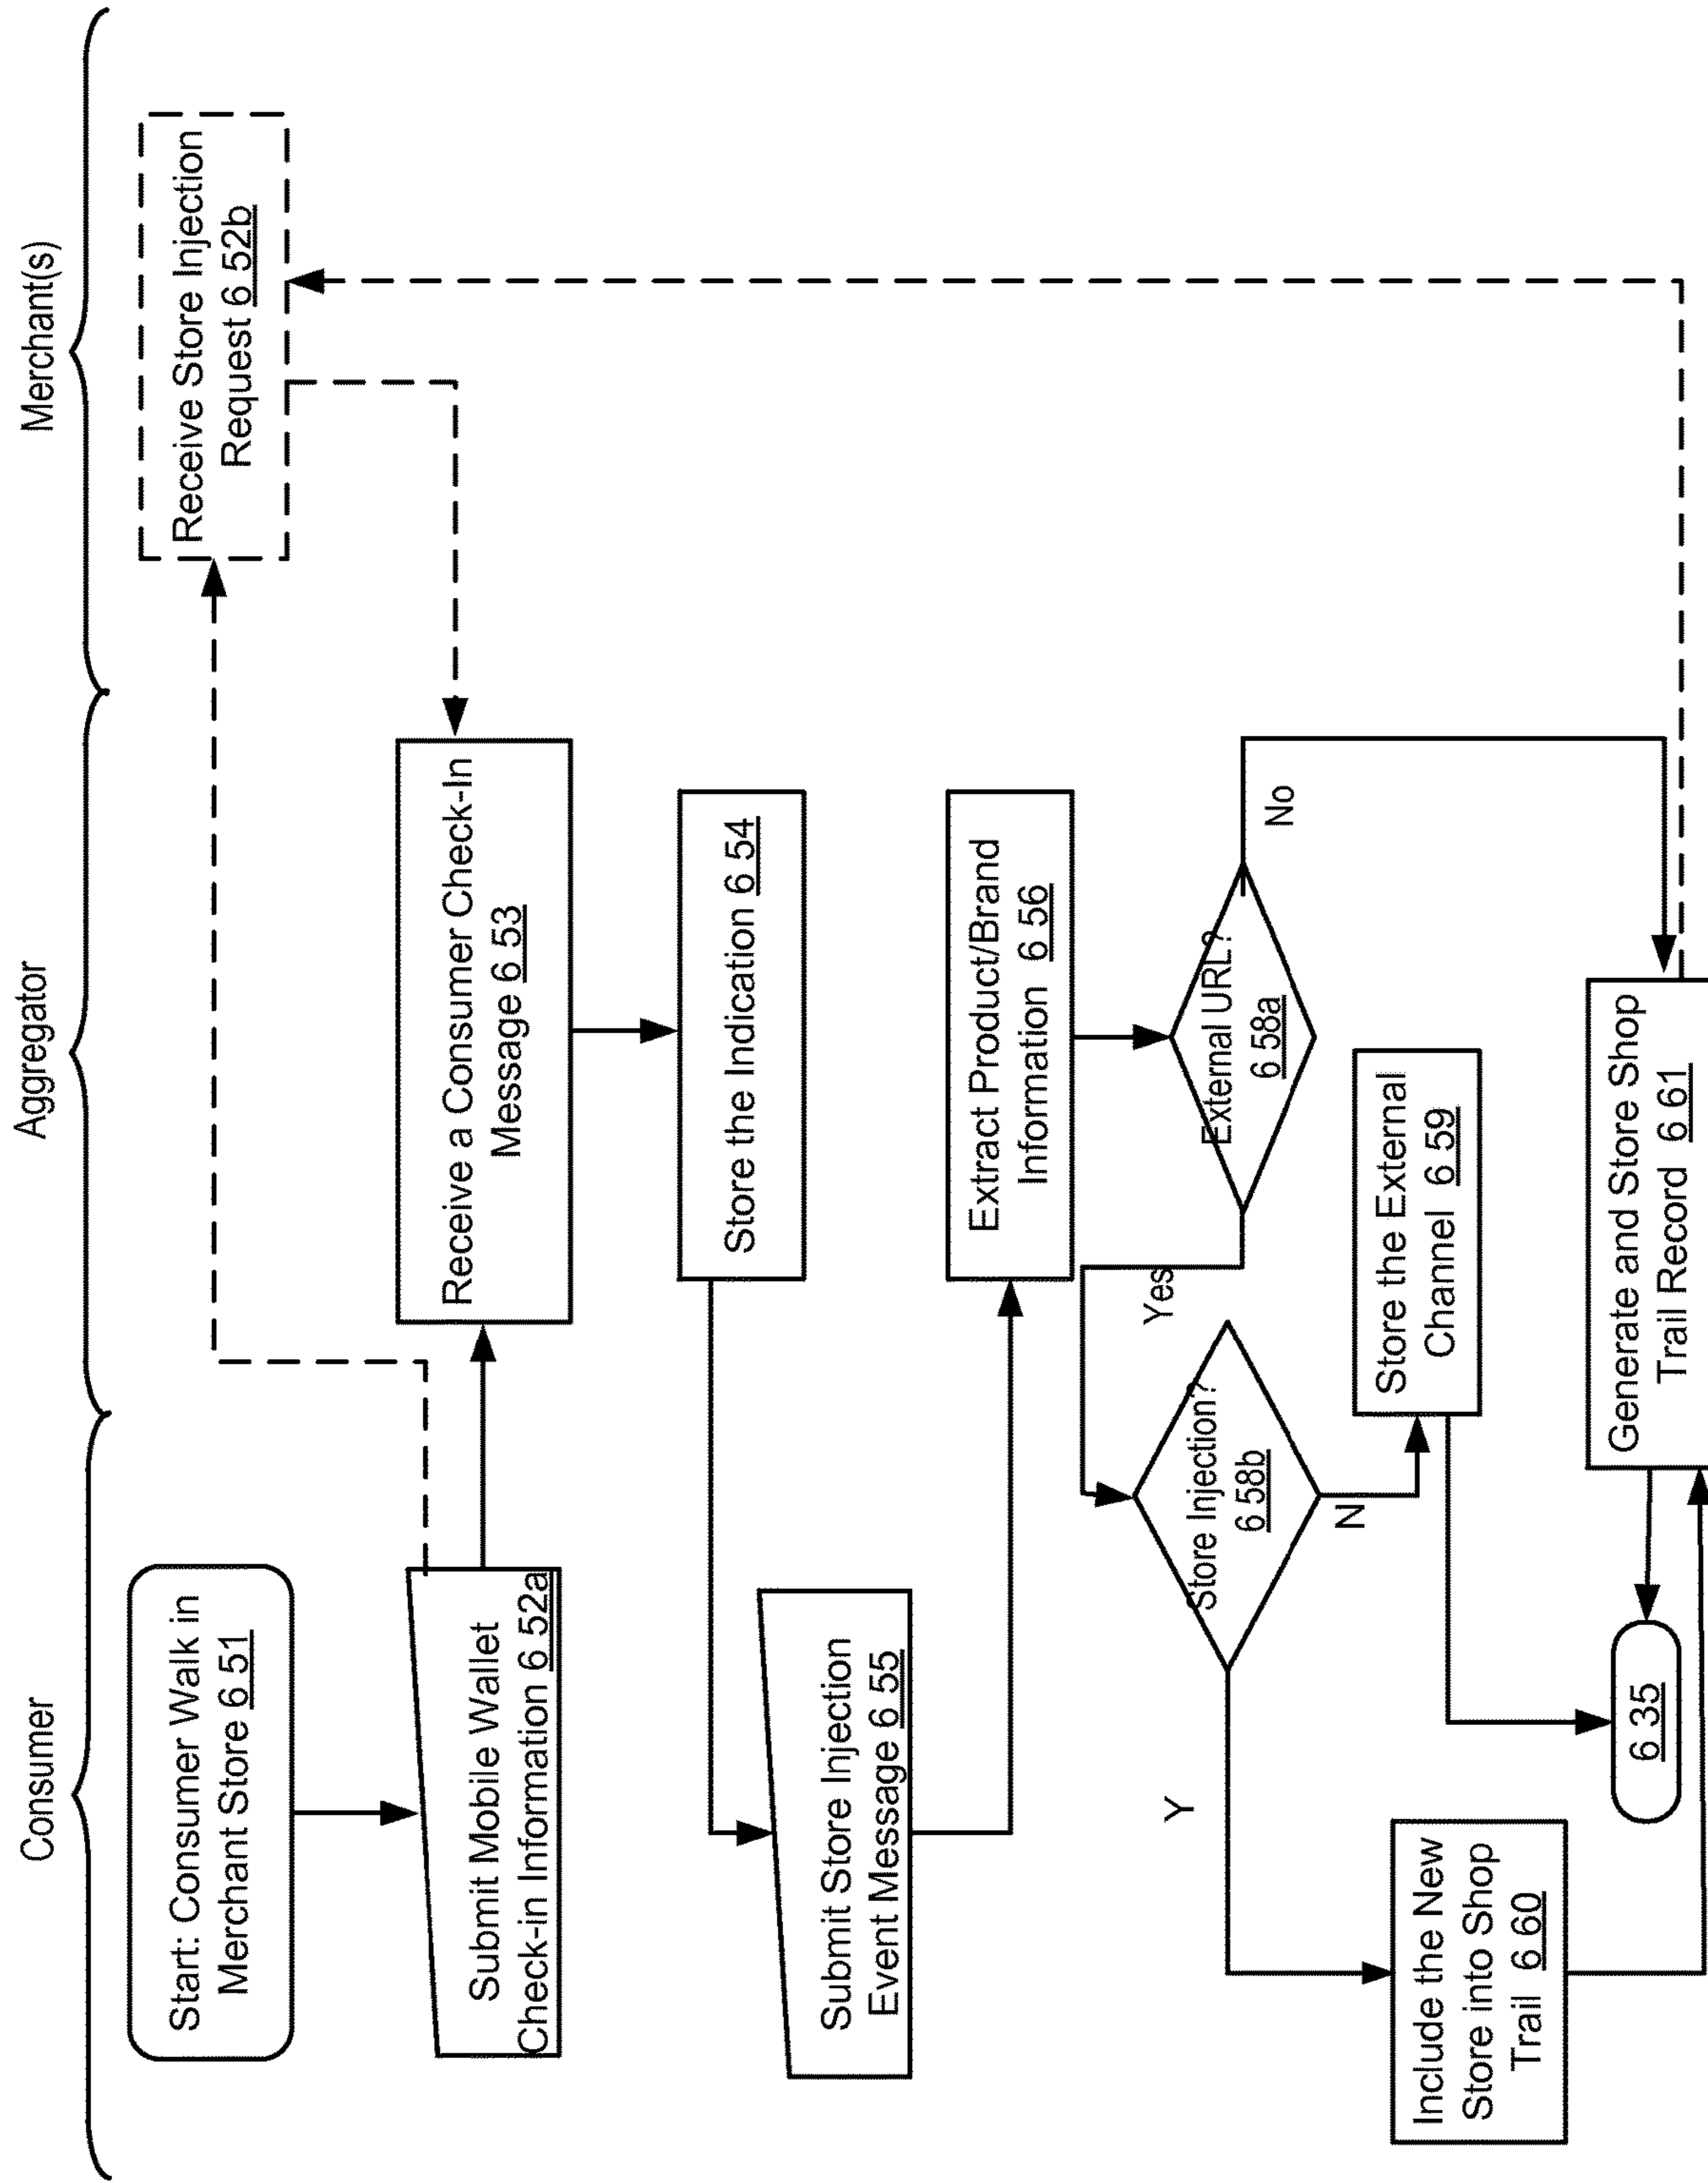 Consumer
Aggregator
Merchant(s)
Start: Consumer Walk in
Merchant Store 6 51
Receive Store Injection
Request 6 52b
Submit Mobile Wallet
Check-in Information 6 52a
Receive a Consumer Check-In
Message 6 53
Store the Indication 6 54
Submit Store Injection
Event Message 6 55
Extract Product/Brand
Information 6 56
External URL?
6 58a
No
Yes
Store Injection?
6 58b
Y
N
Store the External
Channel 6 59
Include the New
Store into Shop
Trail 6 60
6 35
Generate and Store Shop
Trail Record 6 61